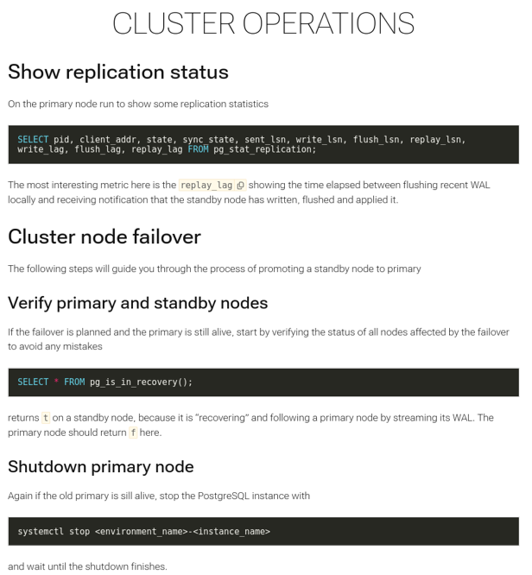 CLUSTER OPERATIONS
Show replication status
On the primary node run to show some replication statistics
SELECT pid, client_addr, state, sync_state, sent_lsn, write_lsn, flush_lsn, replay_lsn,
write_lag, flush_lag, replay_lag FROM pg_stat_replication;
The most interesting metric here is the replay_lag showing the time elapsed between flushing recent WAL
locally and receiving notification that the standby node has written, flushed and applied it.
Cluster node failover
The following steps will guide you through the process of promoting a standby node to primary
Verify primary and standby nodes
If the failover is planned and the primary is still alive, start by verifying the status of all nodes affected by the failover
to avoid any mistakes
SELECT * FROM pg_is_in_recovery();
returns t on a standby node, because it is "recovering" and following a primary node by streaming its WAL. The
primary node should return f here.
Shutdown primary node
Again if the old primary is sill alive, stop the PostgreSQL instance with
systemctl stop <environment_name>-<instance_name>
and wait until the shutdown finishes.